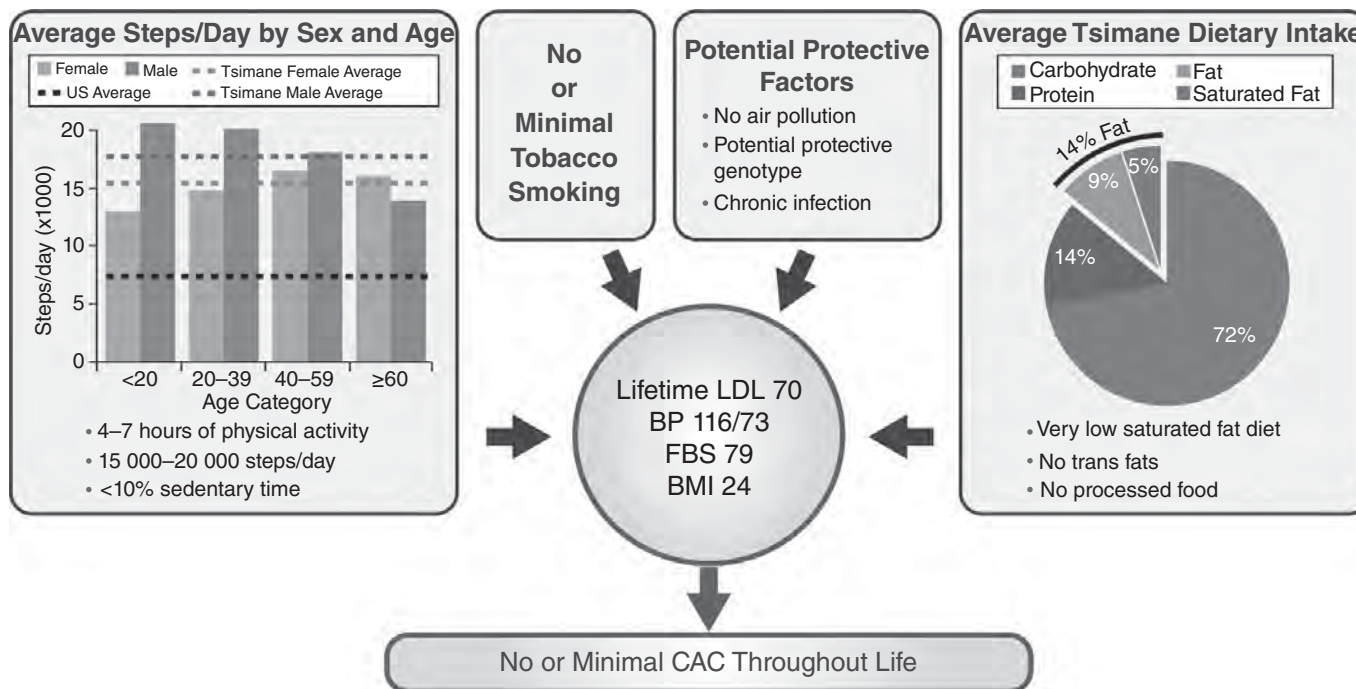 Average Steps/Day by Sex and Age
Female
Male
Tsimane Female Average
US Average
Tsimane Male Average
20
15
10
5
0
Steps/day (x1000)
<20
20–39
40–59
≥60
Age Category
• 4–7 hours of physical activity
• 15 000–20 000 steps/day
• <10% sedentary time
No
or
Minimal
Tobacco
Smoking
Potential Protective
Factors
• No air pollution
• Potential protective
genotype
• Chronic infection
Average Tsimane Dietary Intake
Carbohydrate
Fat
Protein
Saturated Fat
14% Fat
9%
5%
14%
72%
• Very low saturated fat diet
• No trans fats
• No processed food
Lifetime LDL 70
BP 116/73
FBS 79
BMI 24
No or Minimal CAC Throughout Life